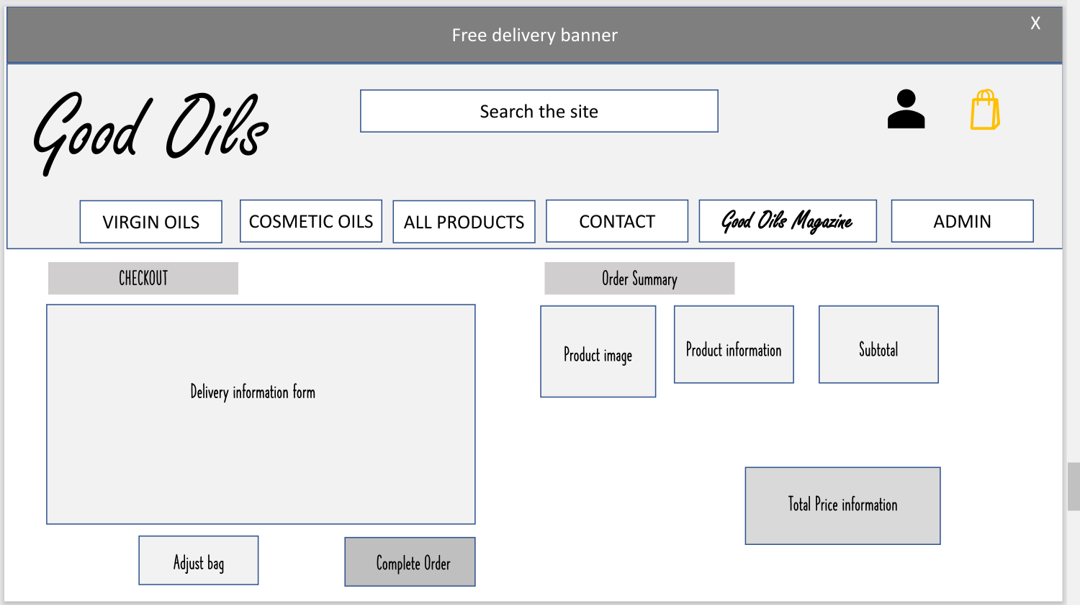 Free delivery banner
X
Good Oils
Search the site
VIRGIN OILS
COSMETIC OILS
ALL PRODUCTS
CONTACT
Good Oils Magazine
ADMIN
CHECKOUT
Order Summary
Product image
Product information
Subtotal
Delivery information form
Total Price information
Adjust bag
Complete Order